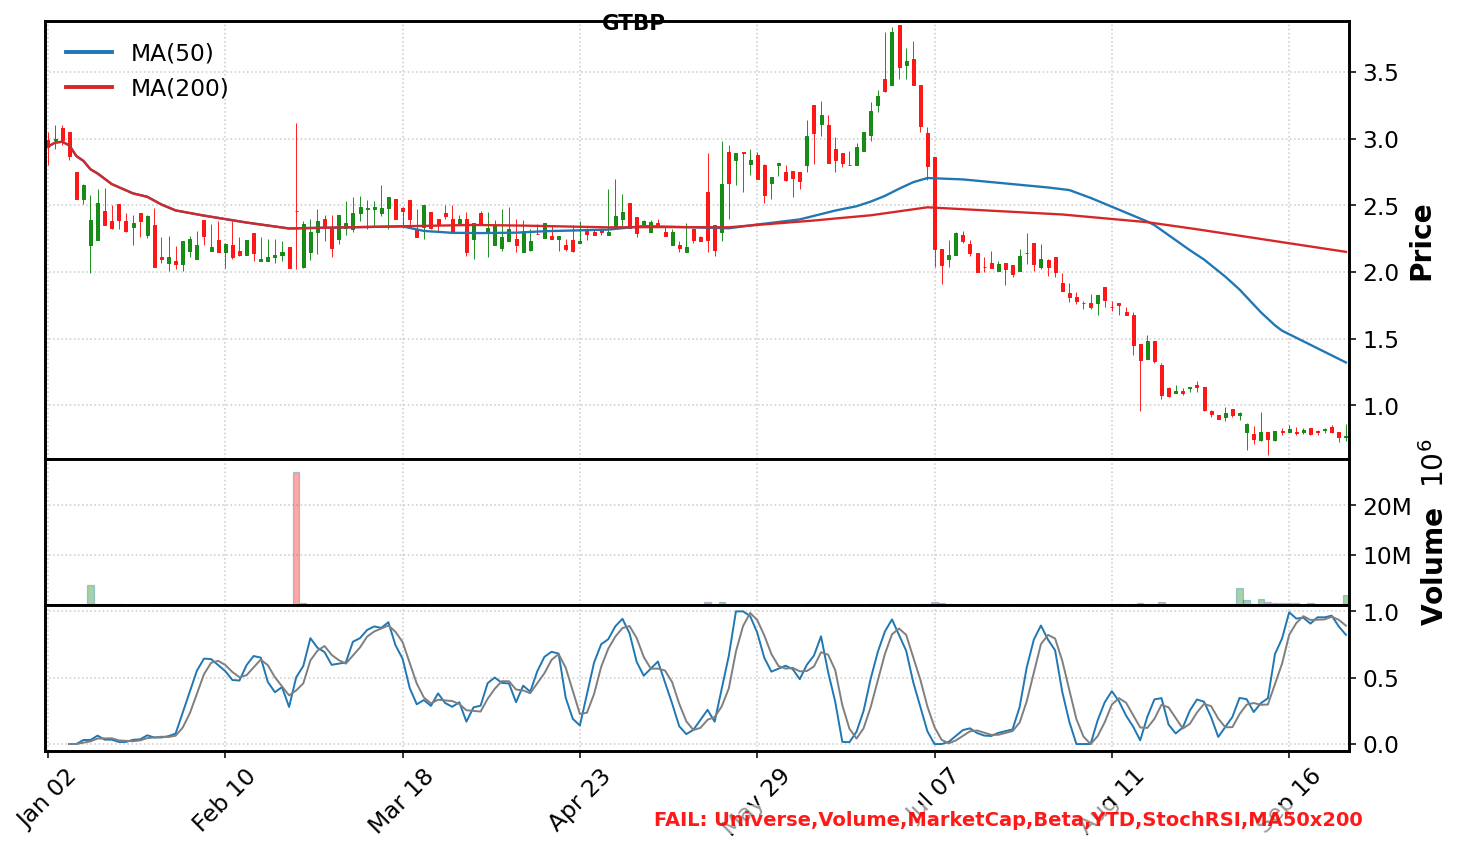 GTBP
MA(50)
MA(200)
3.5
3.0
2.5
2.0
1.5
1.0
Price
20M
10M
Volume 10^6
1.0
0.5
0.0
Jan 02
Feb 10
Mar 18
Apr 23
May 29
Jul 07
Aug 11
Sep 16
FAIL: Universe,Volume,MarketCap,Beta,YTD,StochRSI,MA50x200